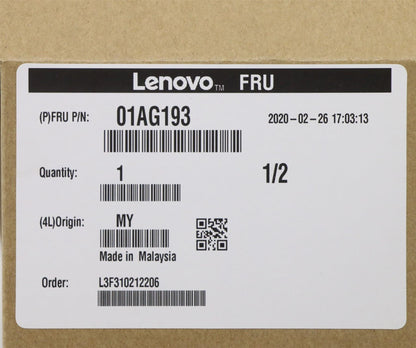 Lenovo™ FRU
(P)FRU P/N: 01AG193 2020-02-26 17:03:13
Quantity: 1 1/2
(4L)Origin: MY
Made in Malaysia
Order: L3F310212206